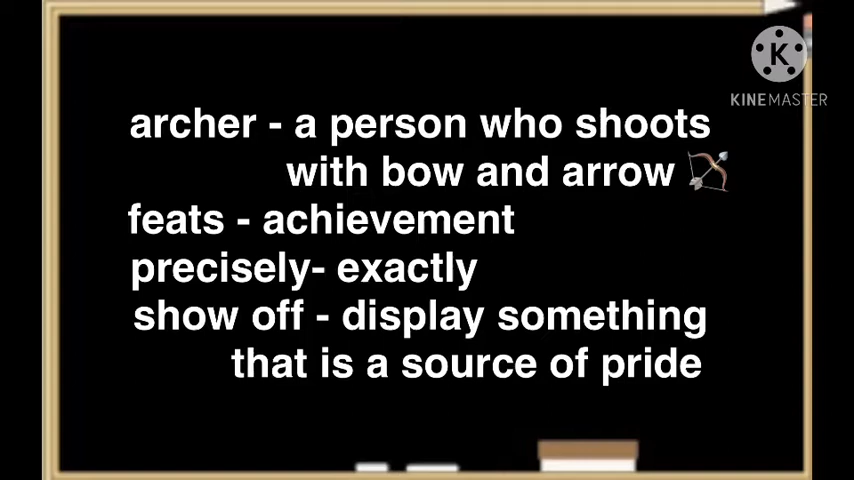 K
KINEMASTER
archer - a person who shoots
with bow and arrow 🏹
feats - achievement
precisely- exactly
show off - display something
that is a source of pride